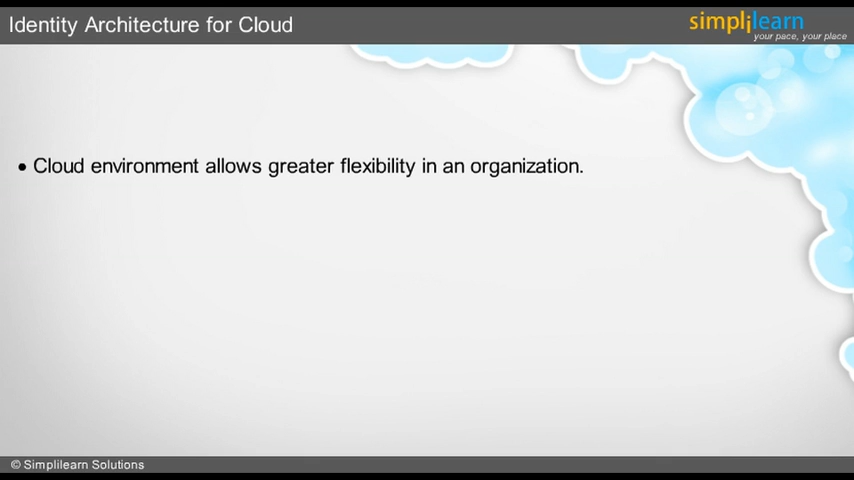 Identity Architecture for Cloud
simplilearn
your pace, your place
• Cloud environment allows greater flexibility in an organization.
© Simplilearn Solutions